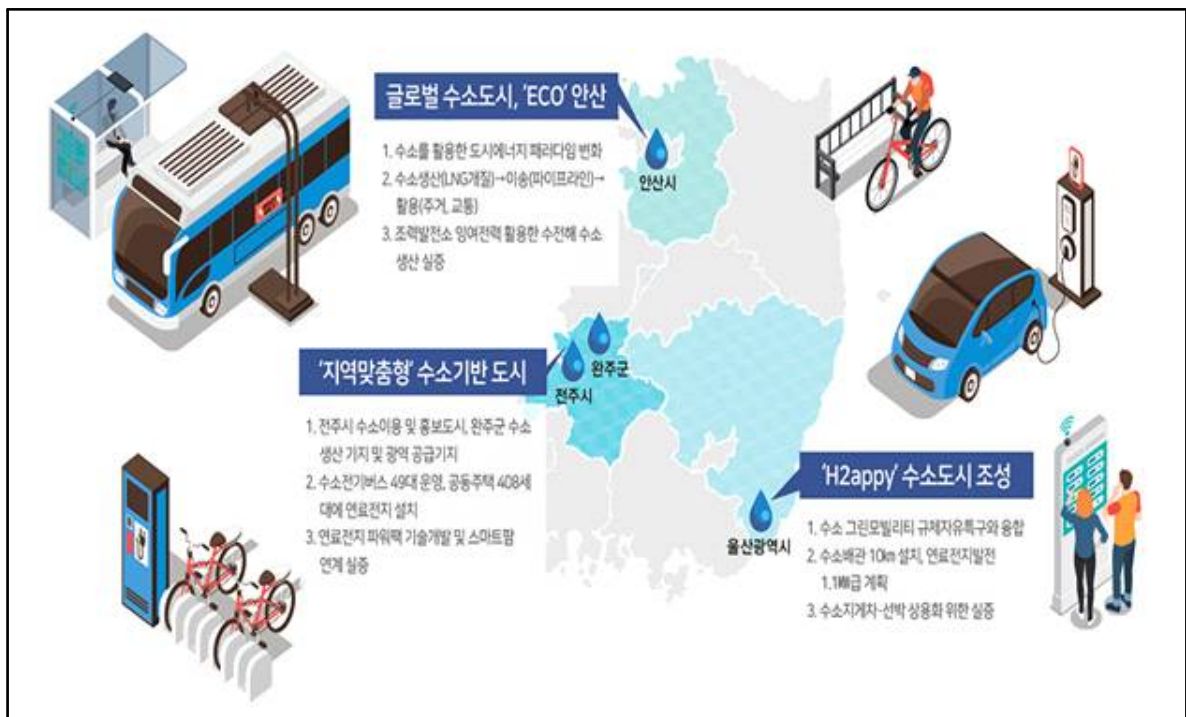 글로벌 수소도시, 'ECO' 안산
1. 수소를 활용한 도시에너지 패러다임 변화
2. 수소생산(LNG개질)→이송(파이프라인)→
활용(주거, 교통)
3. 조력발전소 잉여전력 활용한 수전해 수소
생산 실증
안산시
'지역맞춤형' 수소기반 도시
1. 전주시 수소이용 및 홍보도시, 완주군 수소
생산 기지 및 광역 공급기지
2. 수소전기버스 49대 운영, 공동주택 408세
대에 연료전지 설치
3. 연료전지 파워팩 기술개발 및 스마트팜
연계 실증
완주군
전주시
'H2appy' 수소도시 조성
1. 수소 그린모빌리티 규제자유특구와 융합
2. 수소배관 10㎞ 설치, 연료전지발전
1.1㎿급 계획
3. 수소지게차·선박 상용화 위한 실증
울산광역시